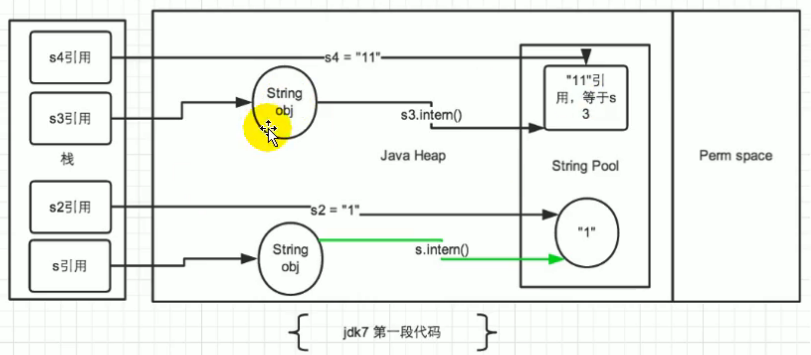 s4引用
s4 = "11"
"11"引
用，等于s
3
s3引用
String
obj
s3.intern()
栈
Java Heap
String Pool
Perm space
s2引用
s2 = "1"
"1"
s引用
String
obj
s.intern()
jdk7 第一段代码